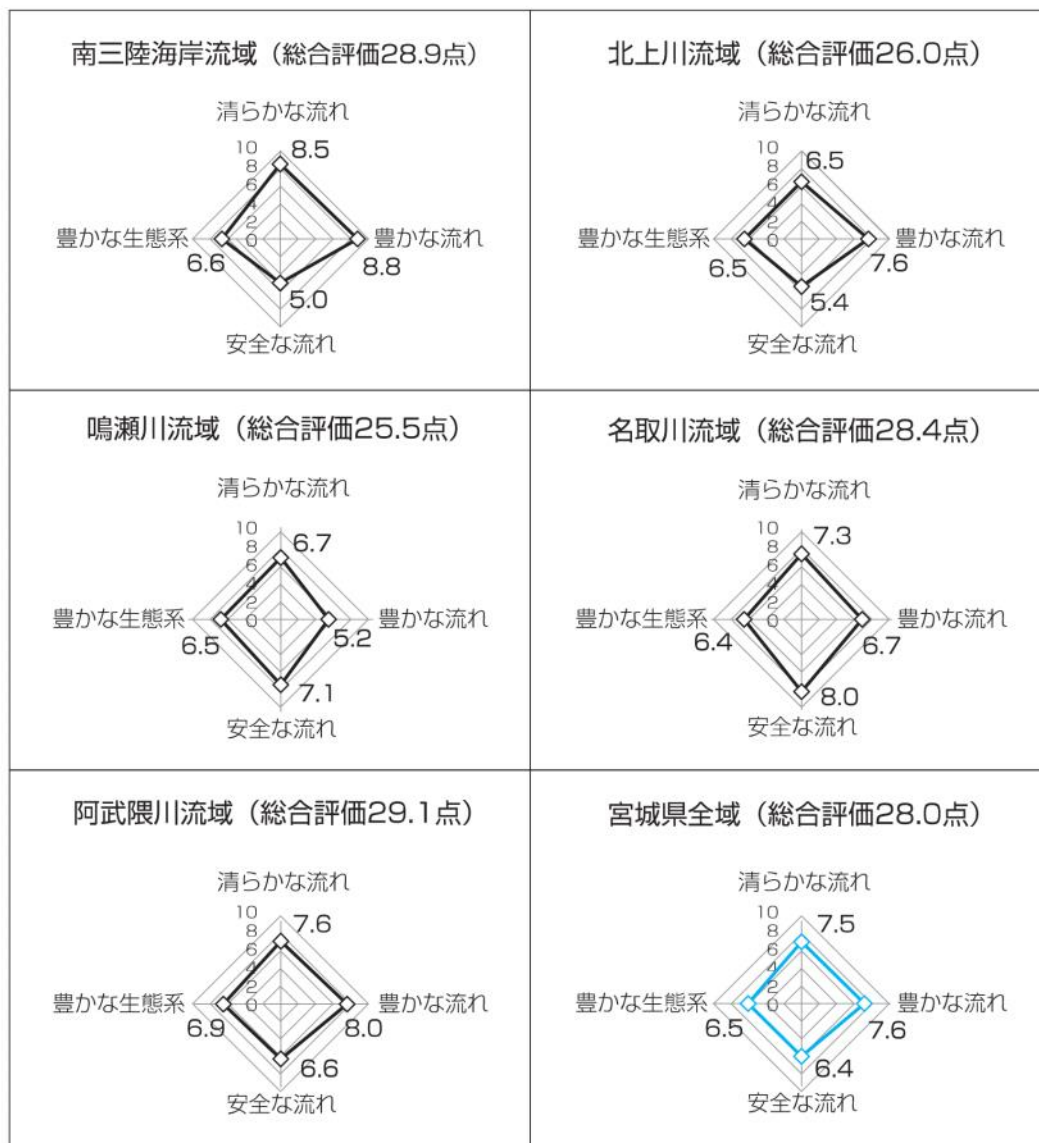 南三陸海岸流域（総合評価28.9点）
清らかな流れ
10
8
6
4
2
0
8.5
豊かな生態系
6.6
豊かな流れ
8.8
5.0
安全な流れ
北上川流域（総合評価26.0点）
清らかな流れ
10
8
6
4
2
0
6.5
豊かな生態系
6.5
豊かな流れ
7.6
5.4
安全な流れ
鳴瀬川流域（総合評価25.5点）
清らかな流れ
10
8
6
4
2
0
6.7
豊かな生態系
6.5
豊かな流れ
5.2
7.1
安全な流れ
名取川流域（総合評価28.4点）
清らかな流れ
10
8
6
4
2
0
7.3
豊かな生態系
6.4
豊かな流れ
6.7
8.0
安全な流れ
阿武隈川流域（総合評価29.1点）
清らかな流れ
10
8
6
4
2
0
7.6
豊かな生態系
6.9
豊かな流れ
8.0
6.6
安全な流れ
宮城県全域（総合評価28.0点）
清らかな流れ
10
8
6
4
2
0
7.5
豊かな生態系
6.5
豊かな流れ
7.6
6.4
安全な流れ